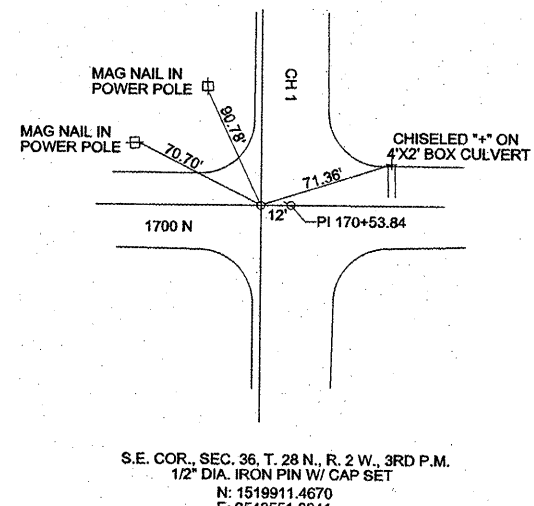 MAG NAIL IN
POWER POLE
MAG NAIL IN
POWER POLE
90.78'
70.70'
CH 1
CHISELED "+" ON
4'X2' BOX CULVERT
71.36'
12'
PI 170+53.84
1700 N
S.E. COR., SEC. 36, T. 28 N., R. 2 W., 3RD P.M.
1/2" DIA. IRON PIN W/ CAP SET
N: 1519911.4670